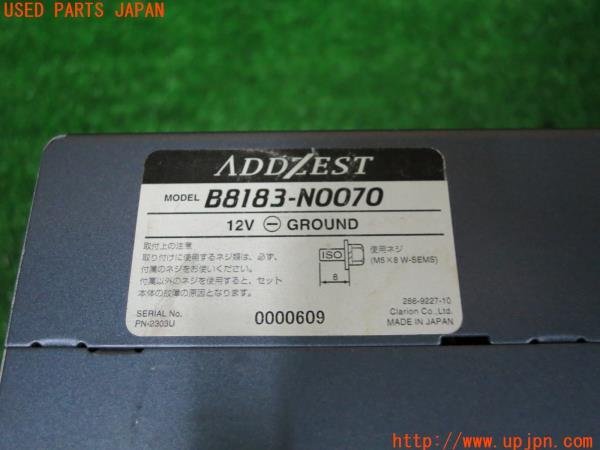 USED PARTS JAPAN
ADDZEST
MODEL B8183-N0070
12V ⊖ GROUND
取付上の注意
取り付けに使用するネジ類は、必ず、
付属のネジをお使いください。
付属以外のネジを使用すると、セット
本体の故障の原因となります。
ISO
8
使用ネジ
(M5×8 W-SEMS)
286-9227-10
SERIAL No.
PN-2303U
0000609
Clarion Co.,Ltd.
MADE IN JAPAN
http://www.upjpn.com/